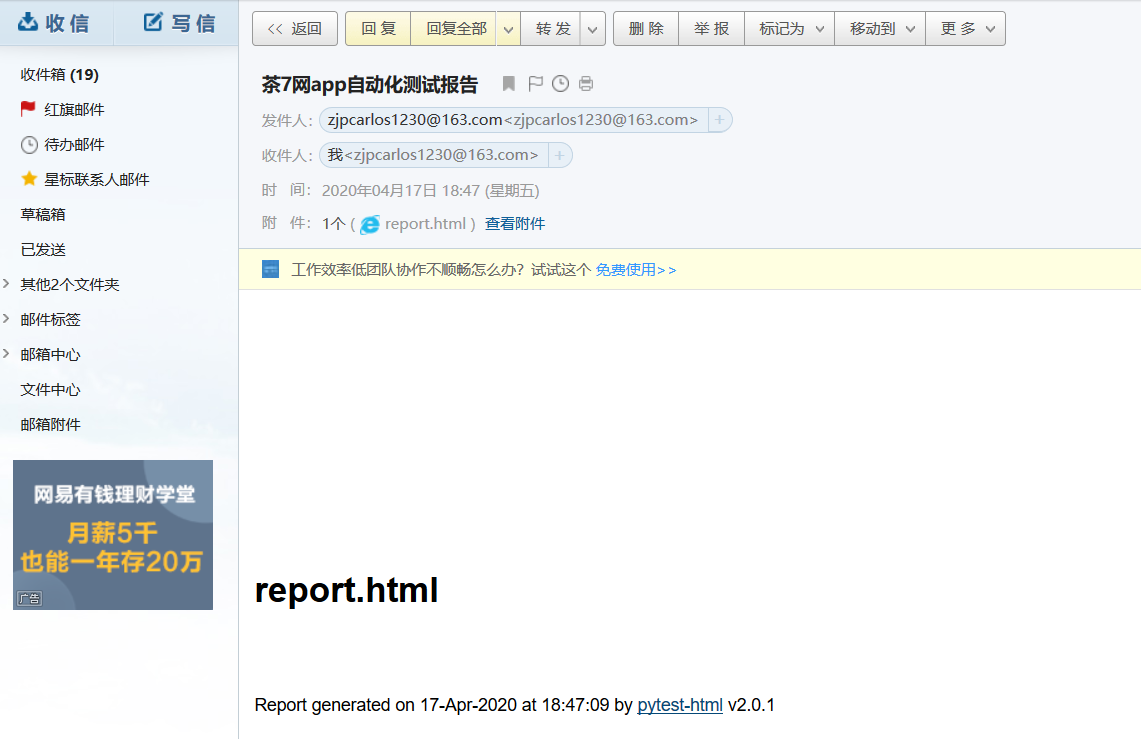 收信 写信
<< 返回 回复 回复全部 转发 删除 举报 标记为 移动到 更多
收件箱 (19)
红旗邮件
待办邮件
星标联系人邮件
草稿箱
已发送
其他2个文件夹
邮件标签
邮箱中心
文件中心
邮箱附件
网易有钱理财学堂
月薪5千
也能一年存20万
广告
茶7网app自动化测试报告
发件人: zjpcarlos1230@163.com<zjpcarlos1230@163.com> +
收件人: 我<zjpcarlos1230@163.com> +
时 间: 2020年04月17日 18:47 (星期五)
附 件: 1个 ( report.html ) 查看附件
工作效率低团队协作不顺畅怎么办？试试这个 免费使用>>
report.html
Report generated on 17-Apr-2020 at 18:47:09 by pytest-html v2.0.1